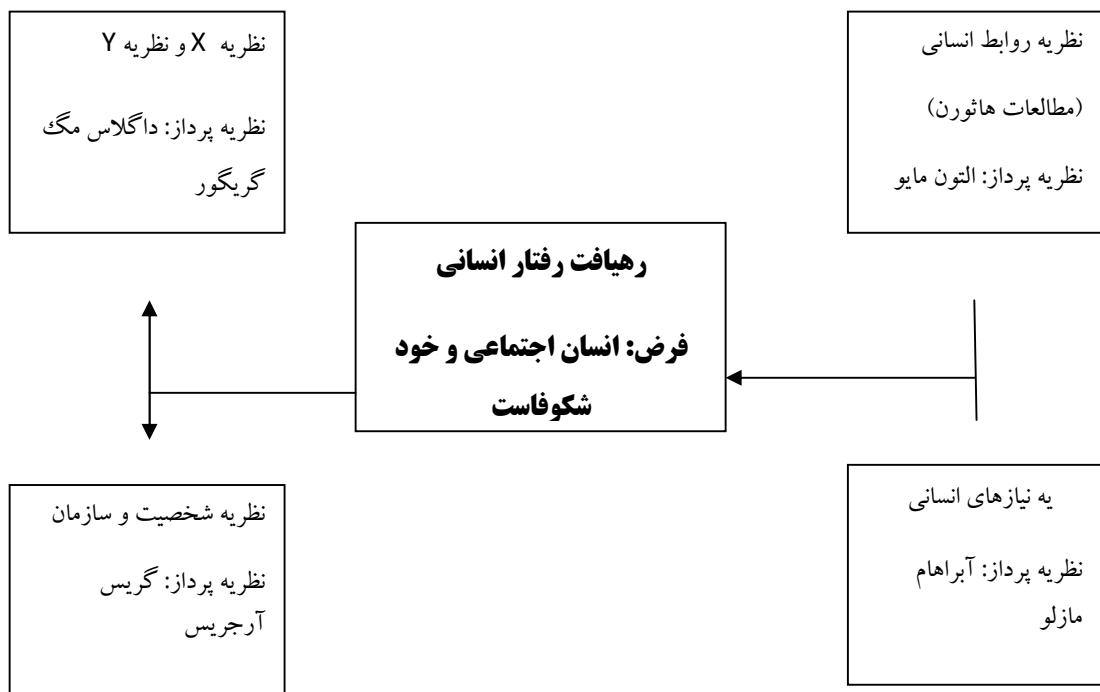 نظریه روابط انسانی
(مطالعات هاثورن)
نظریه پرداز: التون مایو
نظریه X و نظریه Y
نظریه پرداز: داگلاس مگ
گریگور
رهیافت رفتار انسانی
فرض: انسان اجتماعی و خود
شکوفاست
یه نیازهای انسانی
نظریه پرداز: آبراهام
مازلو
نظریه شخصیت و سازمان
نظریه پرداز: گریس
آرجریس